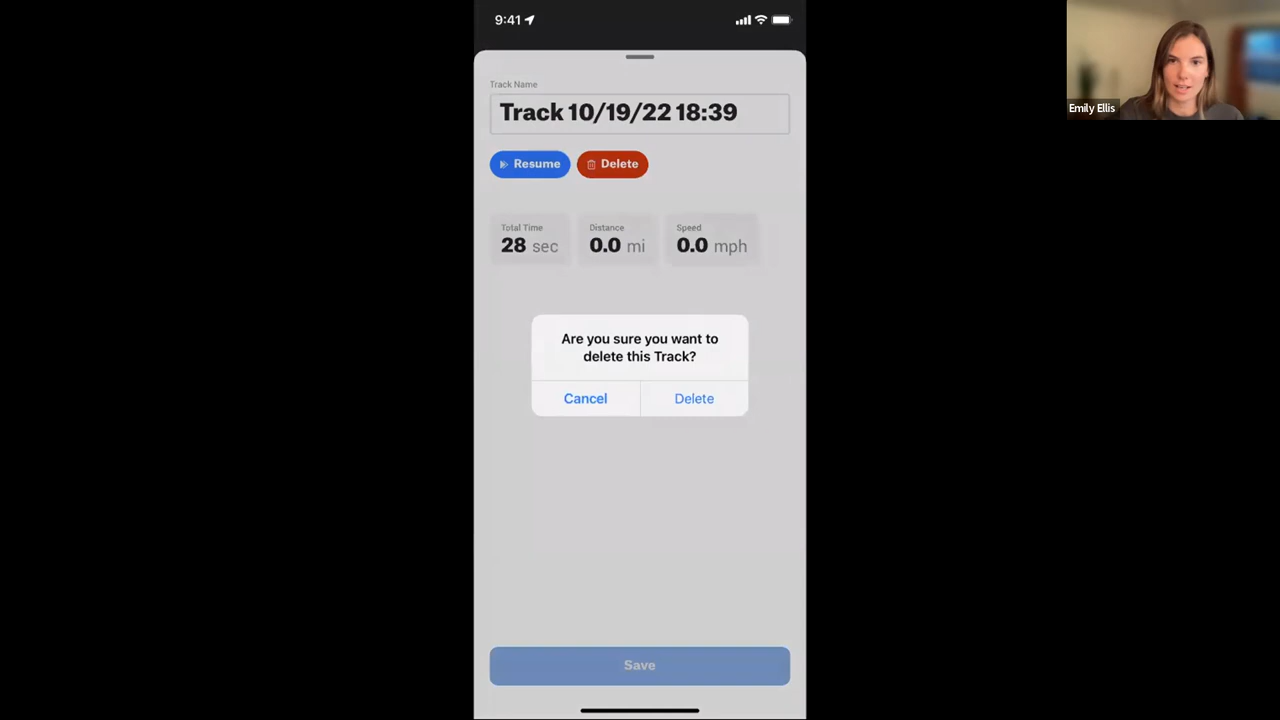 9:41
Track Name
Track 10/19/22 18:39
Resume Delete
Total Time Distance Speed
28 sec 0.0 mi 0.0 mph
Are you sure you want to
delete this Track?
Cancel Delete
Save
Emily Ellis